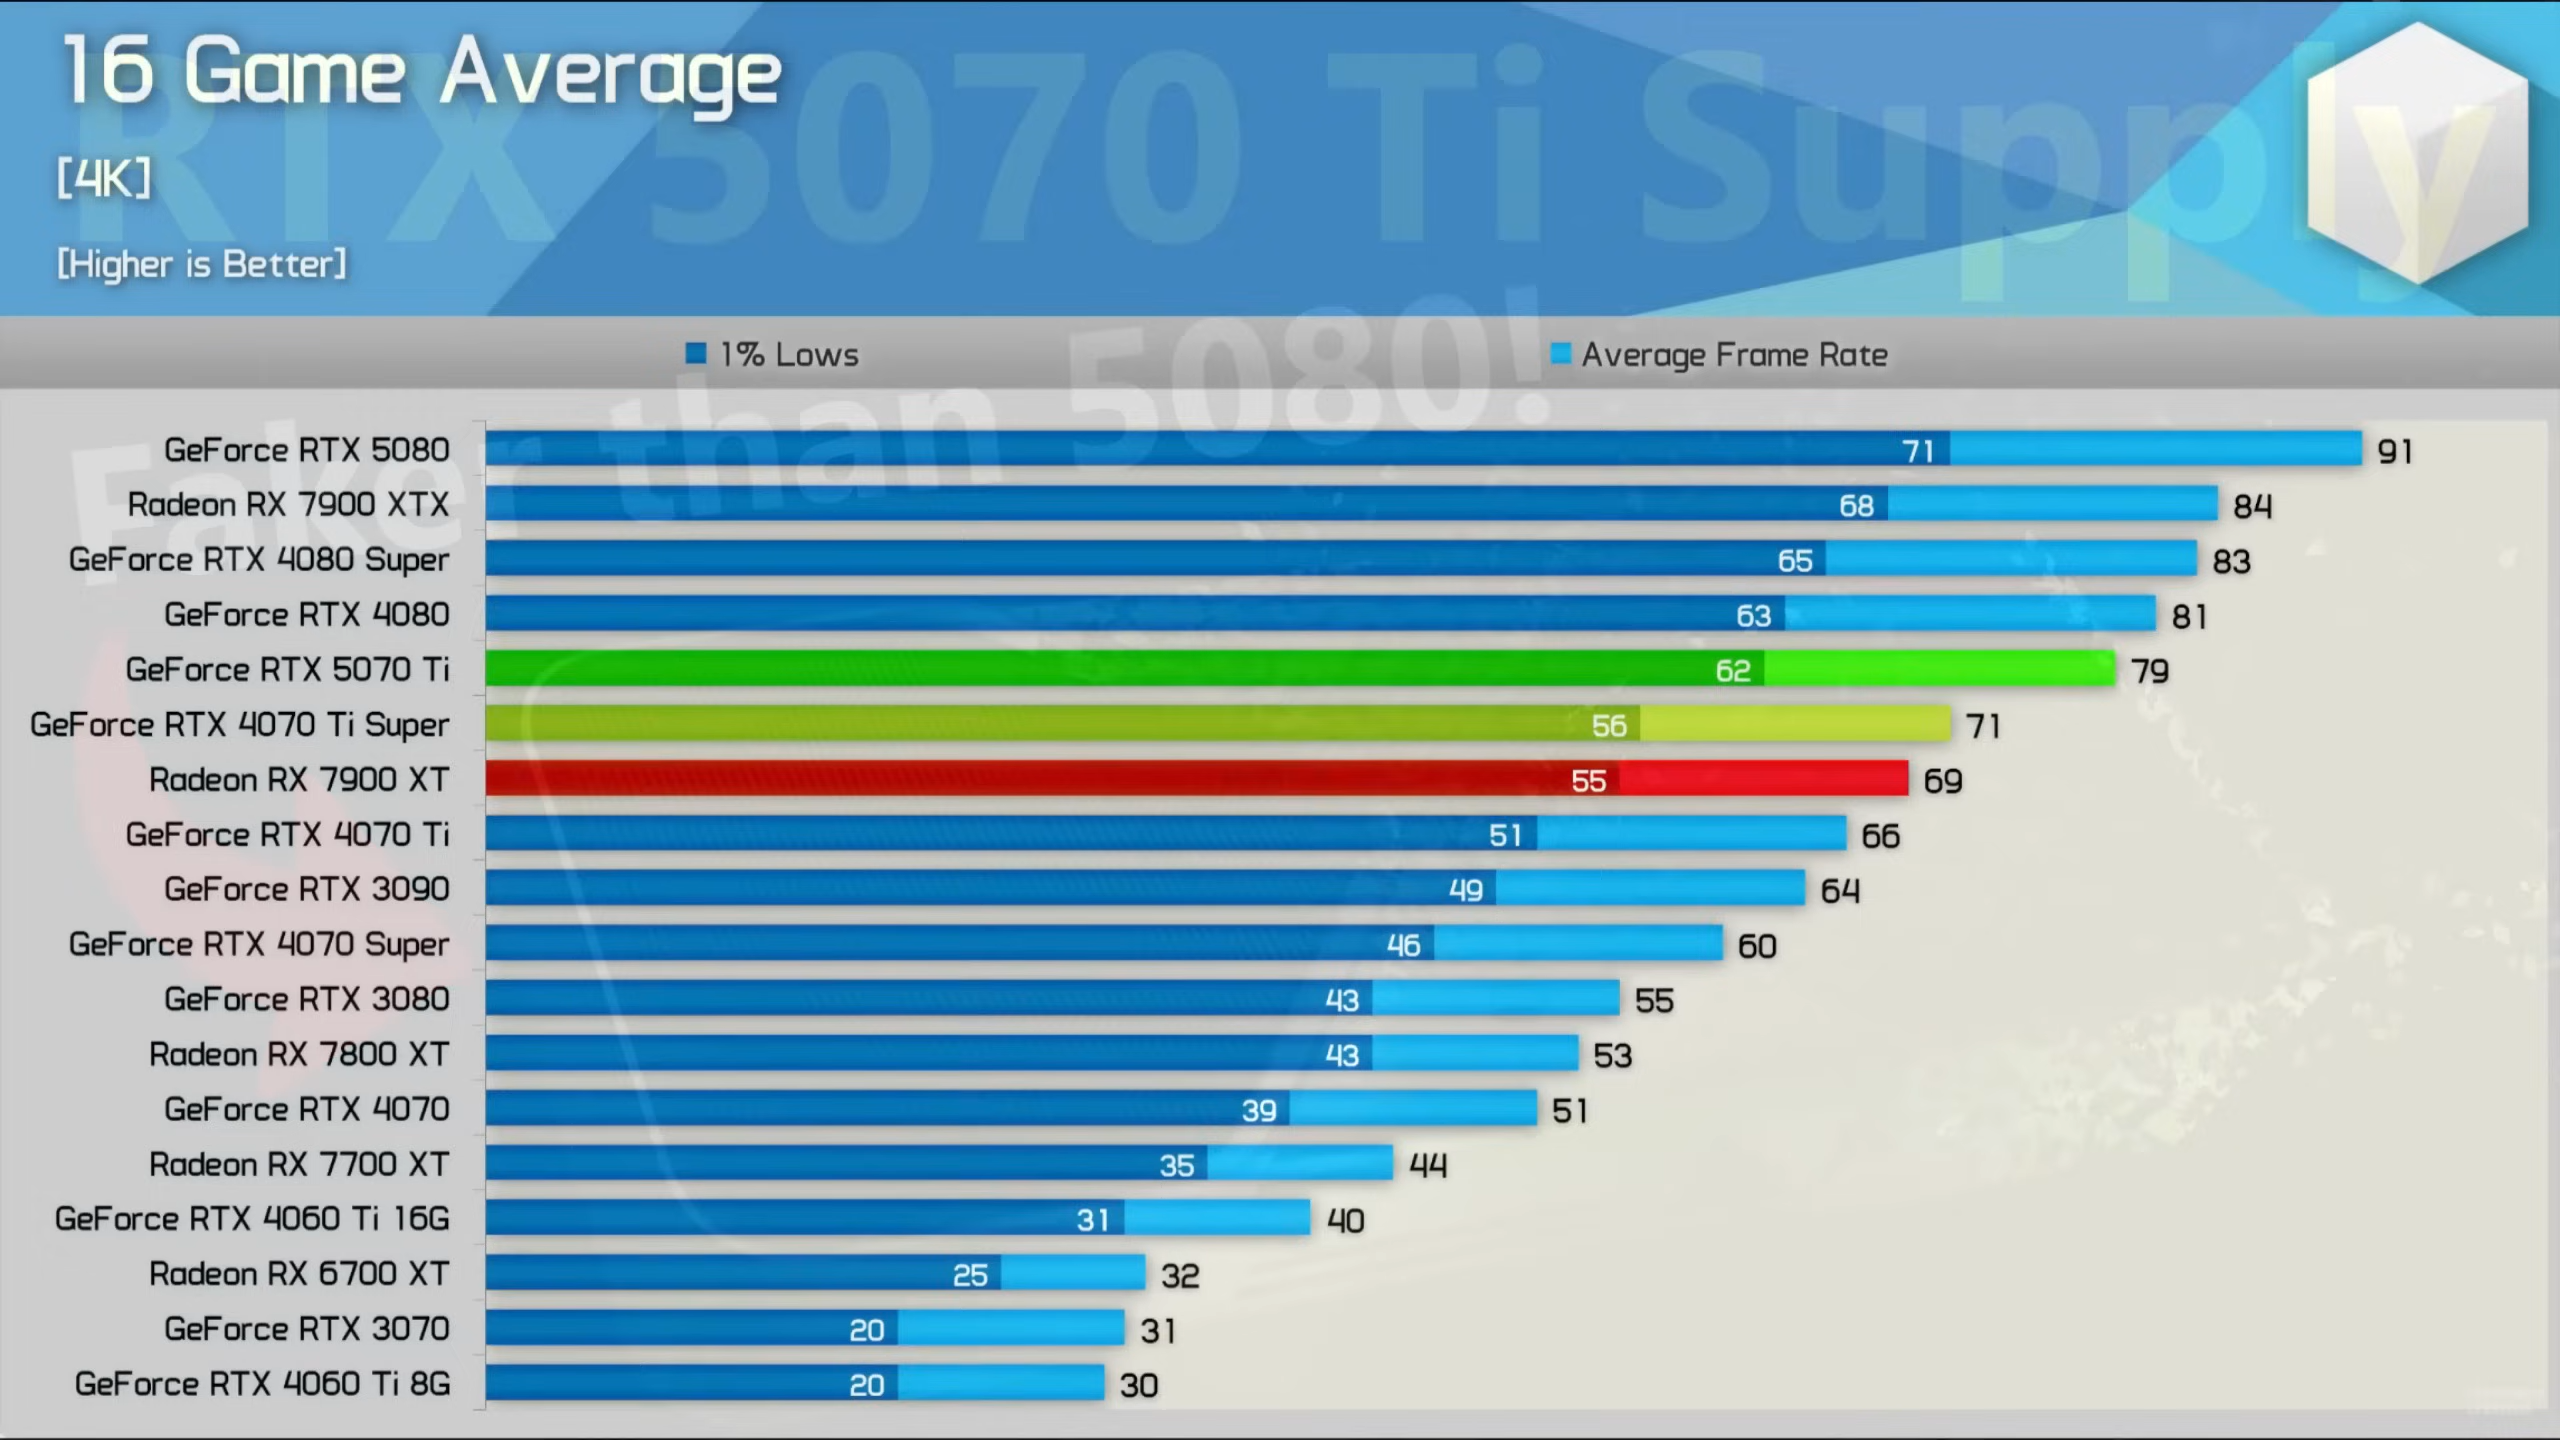 16 Game Average
[4K]
[Higher is Better]
RTX 5070 Ti Supply
Faker than 5080!
1% Lows
Average Frame Rate
GeForce RTX 5080 71 91
Radeon RX 7900 XTX 68 84
GeForce RTX 4080 Super 65 83
GeForce RTX 4080 63 81
GeForce RTX 5070 Ti 62 79
GeForce RTX 4070 Ti Super 56 71
Radeon RX 7900 XT 55 69
GeForce RTX 4070 Ti 51 66
GeForce RTX 3090 49 64
GeForce RTX 4070 Super 46 60
GeForce RTX 3080 43 55
Radeon RX 7800 XT 43 53
GeForce RTX 4070 39 51
Radeon RX 7700 XT 35 44
GeForce RTX 4060 Ti 16G 31 40
Radeon RX 6700 XT 25 32
GeForce RTX 3070 20 31
GeForce RTX 4060 Ti 8G 20 30